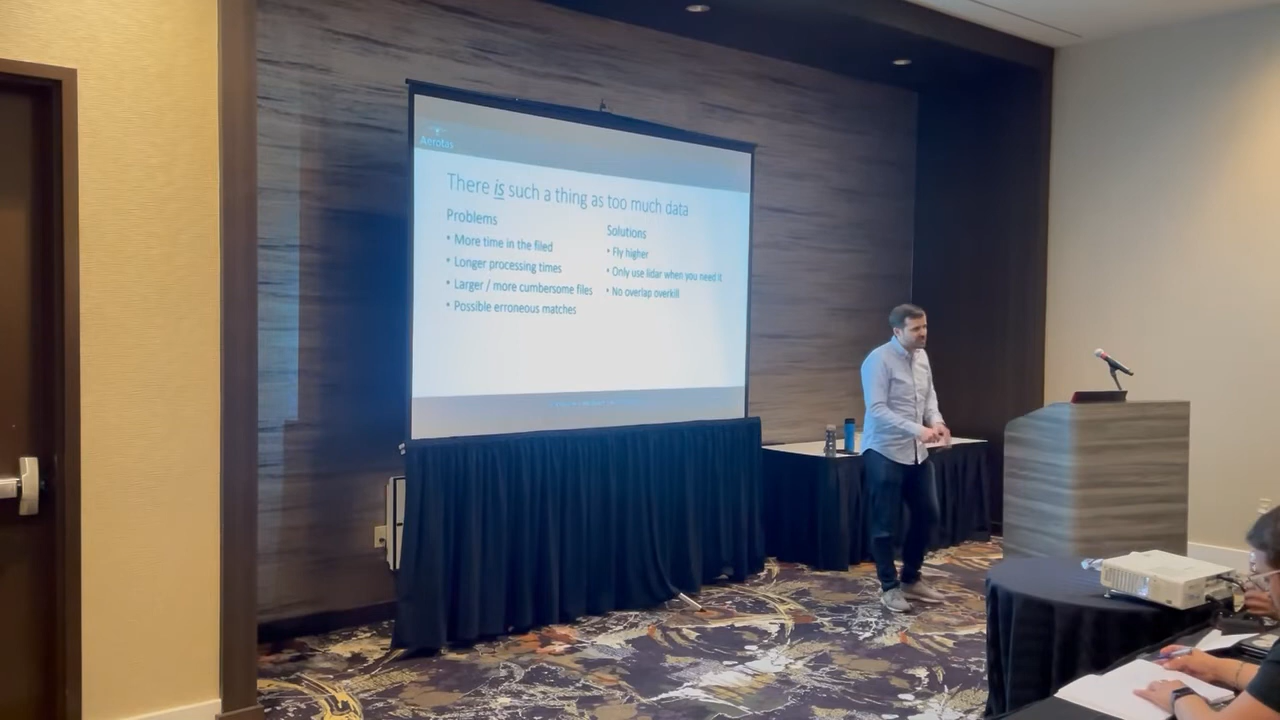 Aerotas
There is such a thing as too much data
Problems
• More time in the filed
• Longer processing times
• Larger / more cumbersome files
• Possible erroneous matches
Solutions
• Fly higher
• Only use lidar when you need it
• No overlap overkill